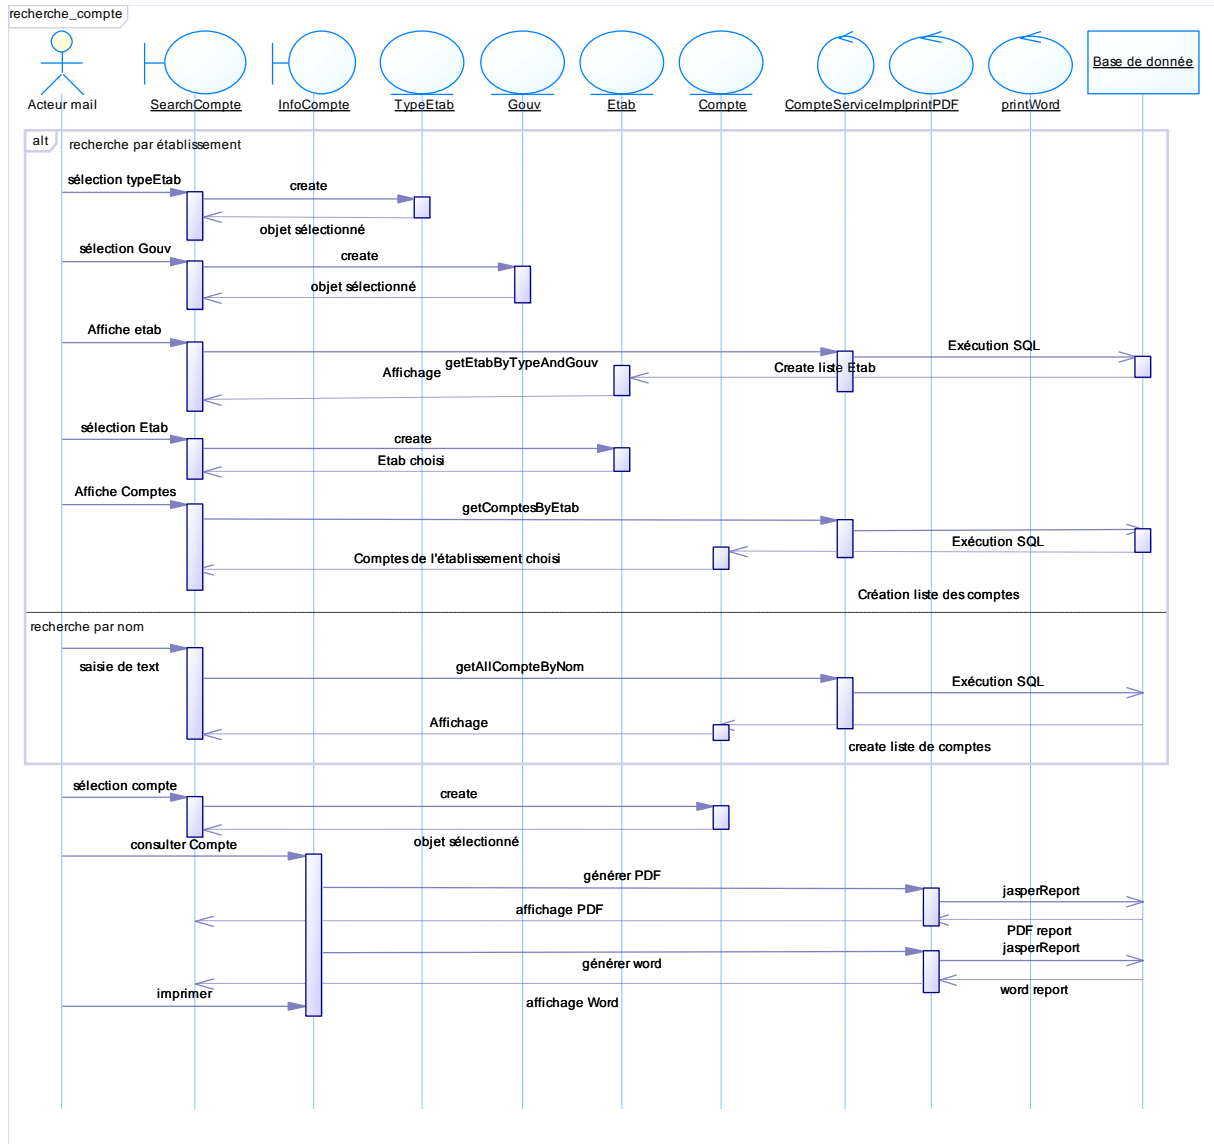 recherche_compte
Acteur mail
SearchCompte
InfoCompte
TypeEtab
Gouv
Etab
Compte
CompteServiceImpl
printPDF
printWord
Base de donnée
alt
recherche par établissement
sélection typeEtab
create
objet sélectionné
sélection Gouv
create
objet sélectionné
Affiche etab
getEtabByTypeAndGouv
Exécution SQL
Create liste Etab
Affichage
sélection Etab
create
Etab choisi
Affiche Comptes
getComptesByEtab
Exécution SQL
Comptes de l'établissement choisi
Création liste des comptes
recherche par nom
saisie de text
getAllCompteByNom
Exécution SQL
Affichage
create liste de comptes
sélection compte
create
objet sélectionné
consulter Compte
générer PDF
jasperReport
affichage PDF
PDF report
jasperReport
générer word
word report
imprimer
affichage Word